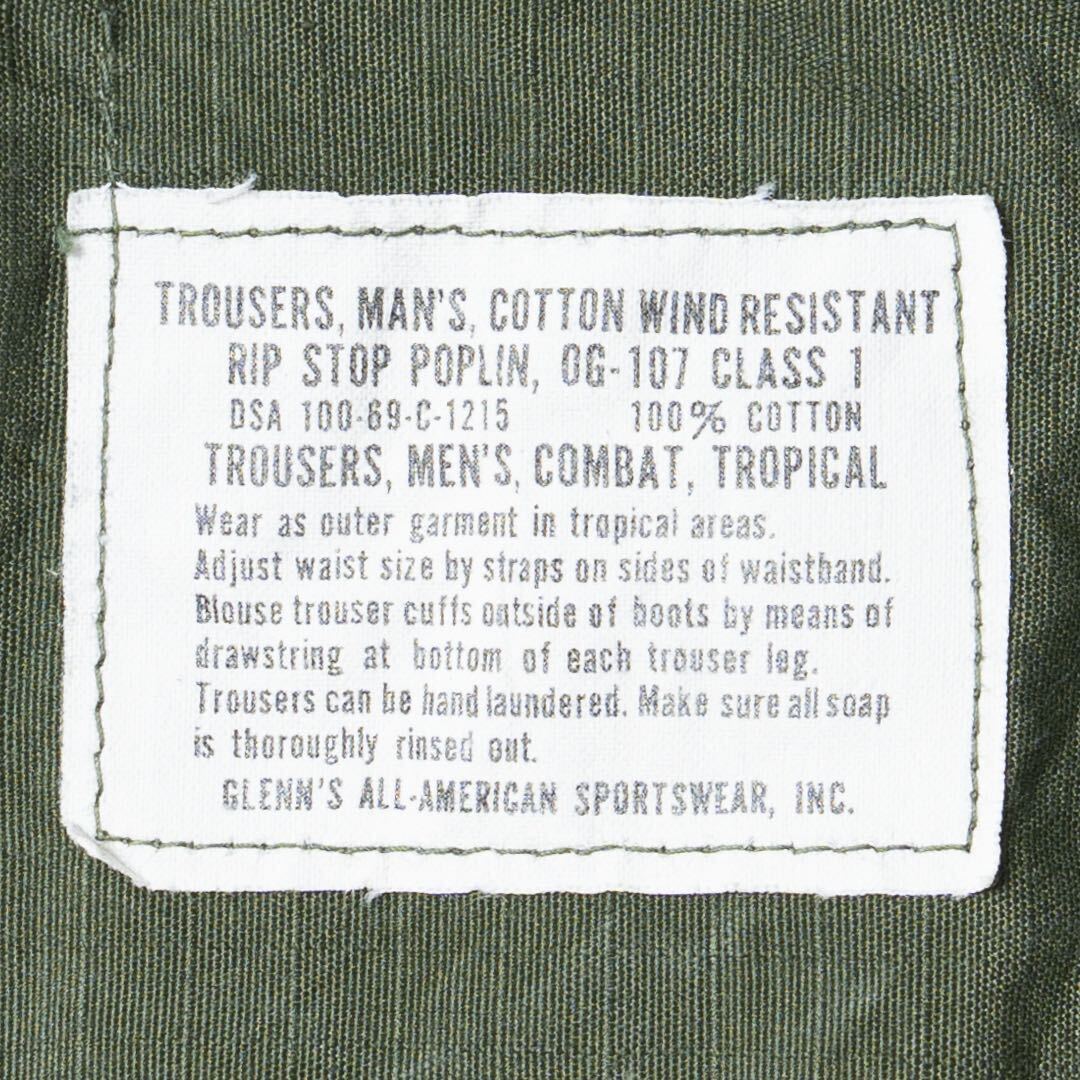 TROUSERS, MAN'S, COTTON WIND RESISTANT
RIP STOP POPLIN, OG-107 CLASS 1
DSA 100-69-C-1215 100% COTTON
TROUSERS, MEN'S, COMBAT, TROPICAL
Wear as outer garment in tropical areas.
Adjust waist size by straps on sides of waistband.
Blouse trouser cuffs outside of boots by means of
drawstring at bottom of each trouser leg.
Trousers can be hand laundered. Make sure all soap
is thoroughly rinsed out.
GLENN'S ALL-AMERICAN SPORTSWEAR, INC.